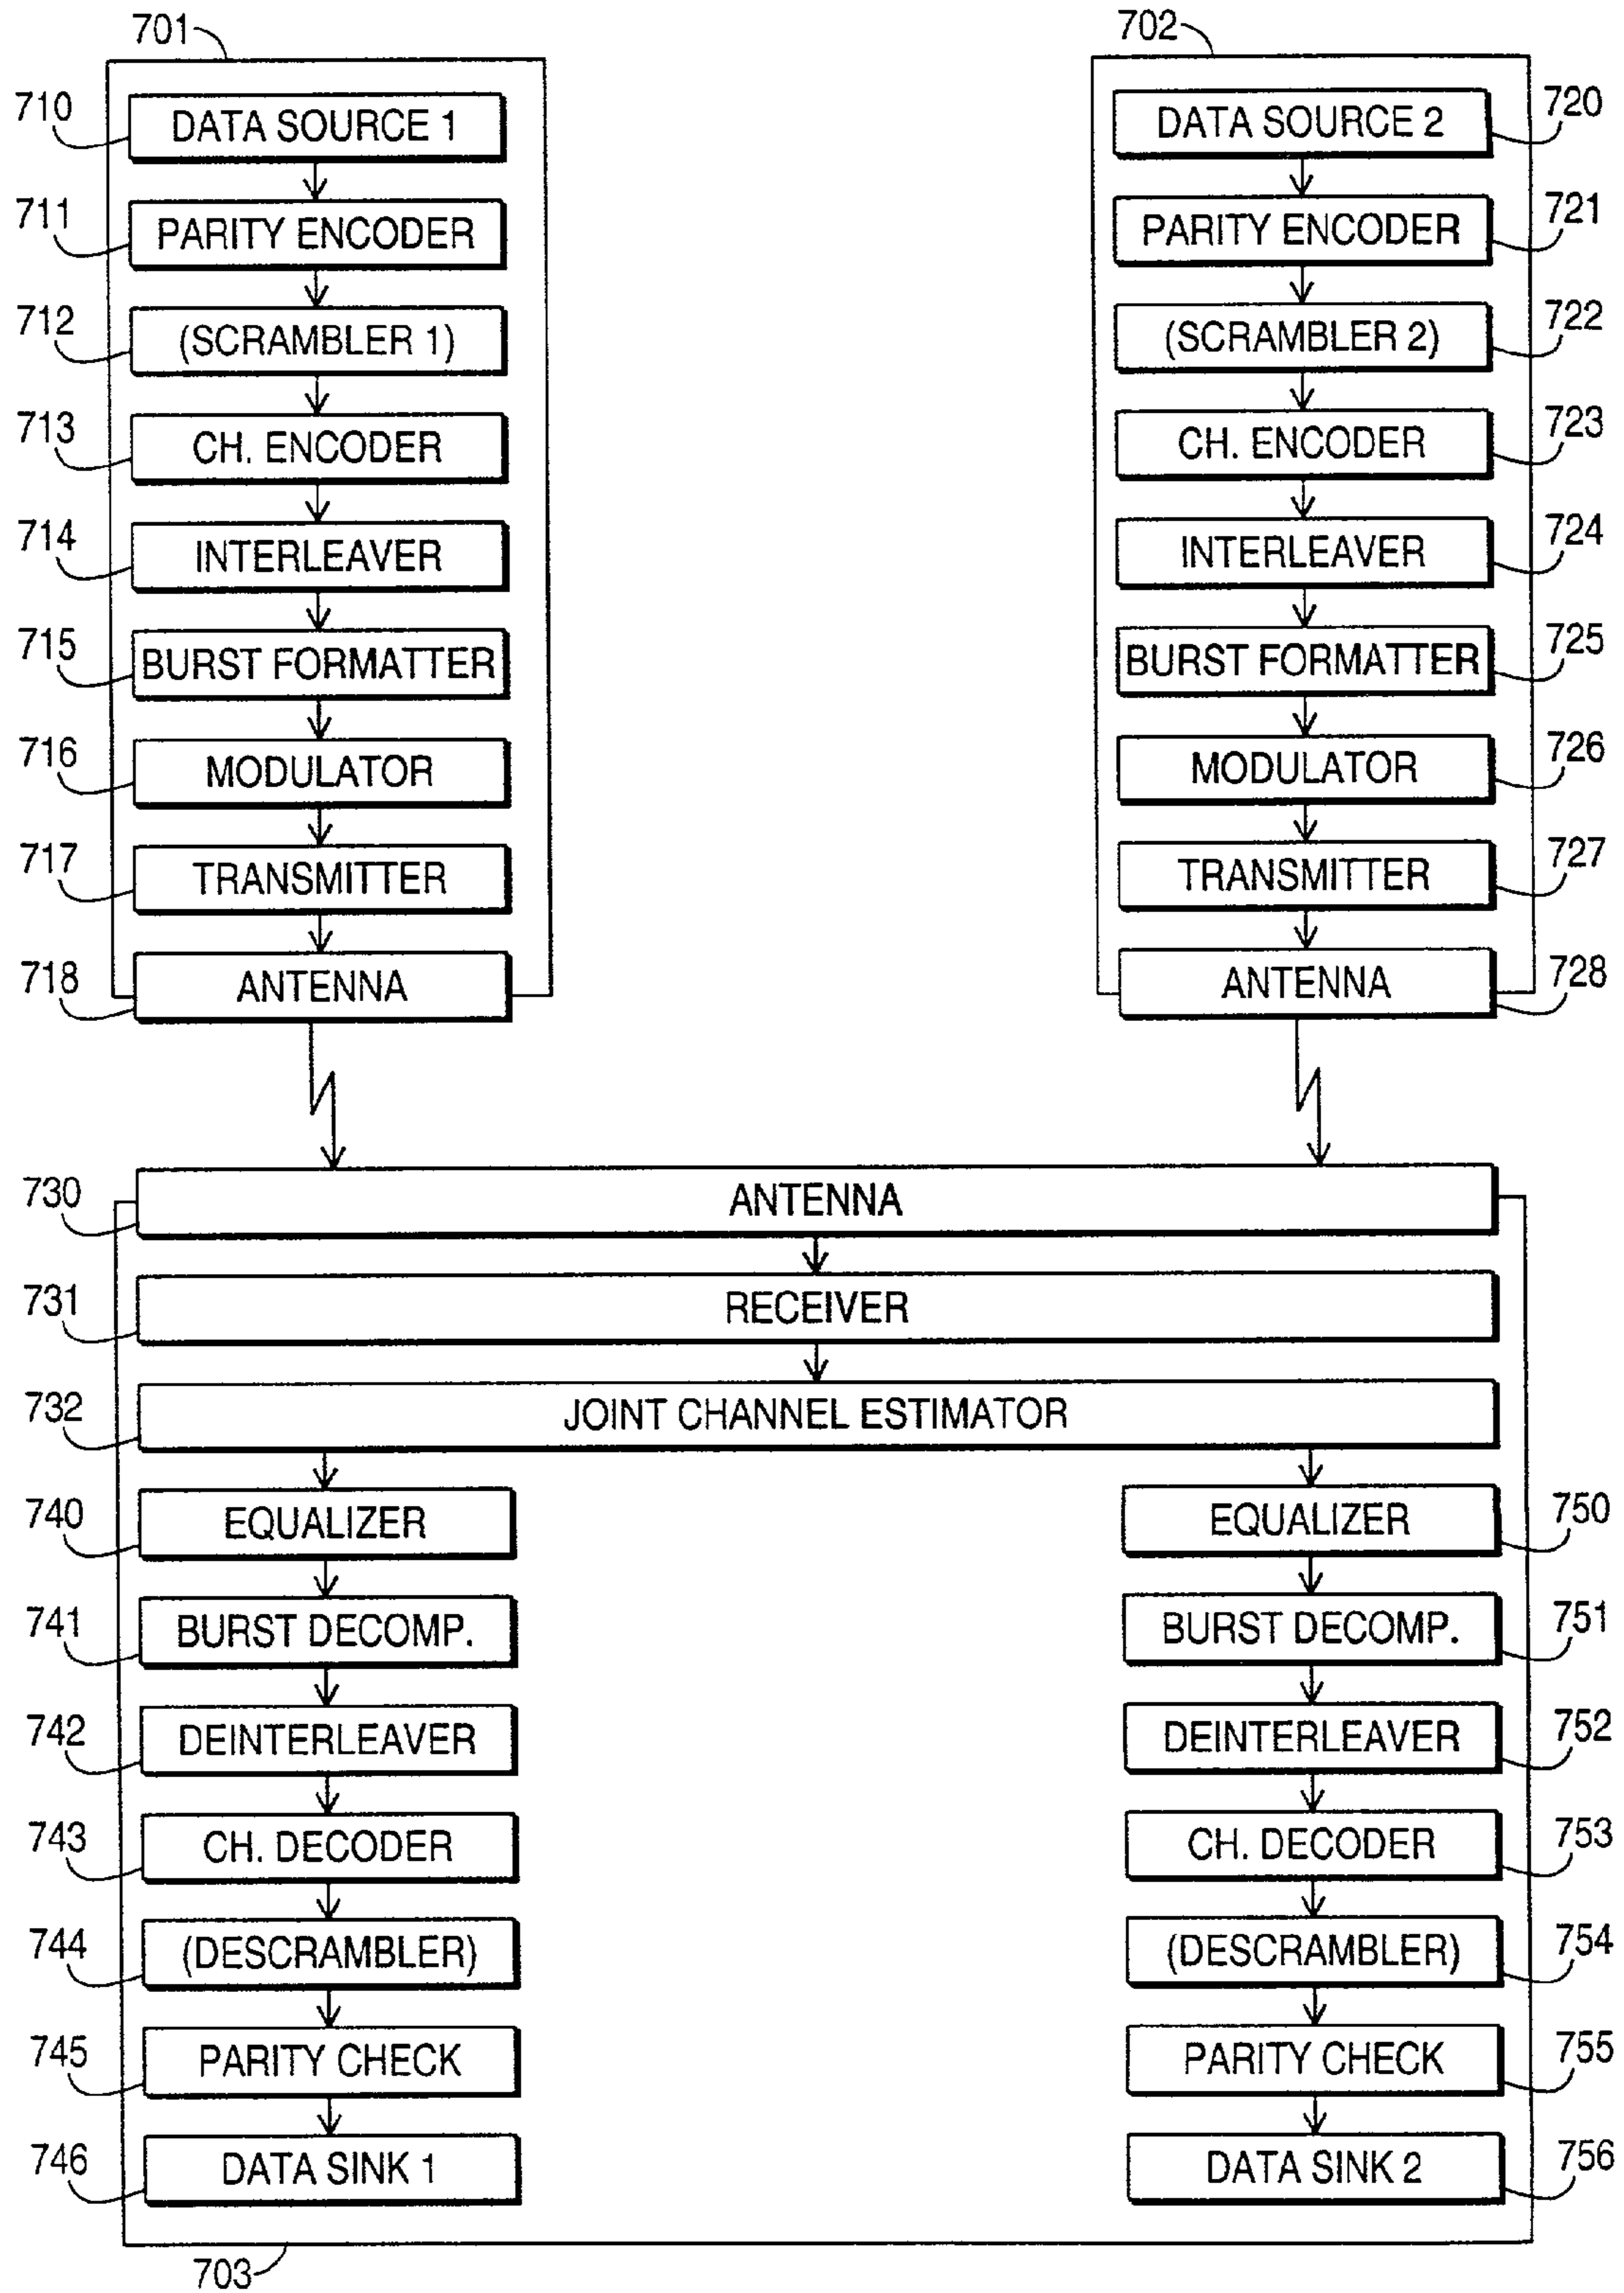 701
702
710 DATA SOURCE 1
DATA SOURCE 2 720
711 PARITY ENCODER
PARITY ENCODER 721
712 (SCRAMBLER 1)
(SCRAMBLER 2) 722
713 CH. ENCODER
CH. ENCODER 723
714 INTERLEAVER
INTERLEAVER 724
715 BURST FORMATTER
BURST FORMATTER 725
716 MODULATOR
MODULATOR 726
717 TRANSMITTER
TRANSMITTER 727
718 ANTENNA
ANTENNA 728
730 ANTENNA
731 RECEIVER
732 JOINT CHANNEL ESTIMATOR
740 EQUALIZER
EQUALIZER 750
741 BURST DECOMP.
BURST DECOMP. 751
742 DEINTERLEAVER
DEINTERLEAVER 752
743 CH. DECODER
CH. DECODER 753
744 (DESCRAMBLER)
(DESCRAMBLER) 754
745 PARITY CHECK
PARITY CHECK 755
746 DATA SINK 1
DATA SINK 2 756
703